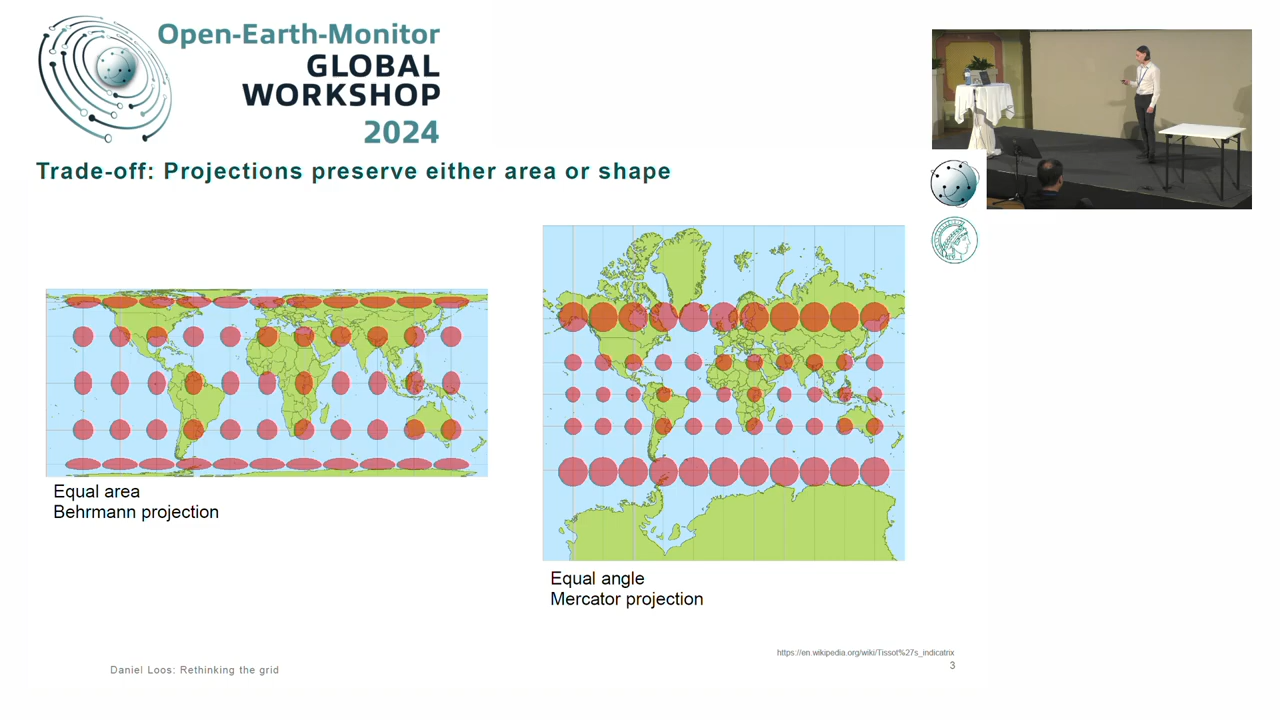 Open-Earth-Monitor
GLOBAL
WORKSHOP
2024
Trade-off: Projections preserve either area or shape
Equal area
Behrmann projection
Equal angle
Mercator projection
https://en.wikipedia.org/wiki/Tissot%27s_indicatrix
Daniel Loos: Rethinking the grid
3